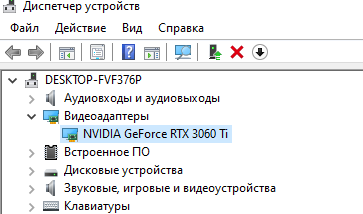 Диспетчер устройств
Файл Действие Вид Справка
DESKTOP-FVF376P
Аудиовходы и аудиовыходы
Видеоадаптеры
NVIDIA GeForce RTX 3060 Ti
Встроенное ПО
Дисковые устройства
Звуковые, игровые и видеоустройства
Клавиатуры